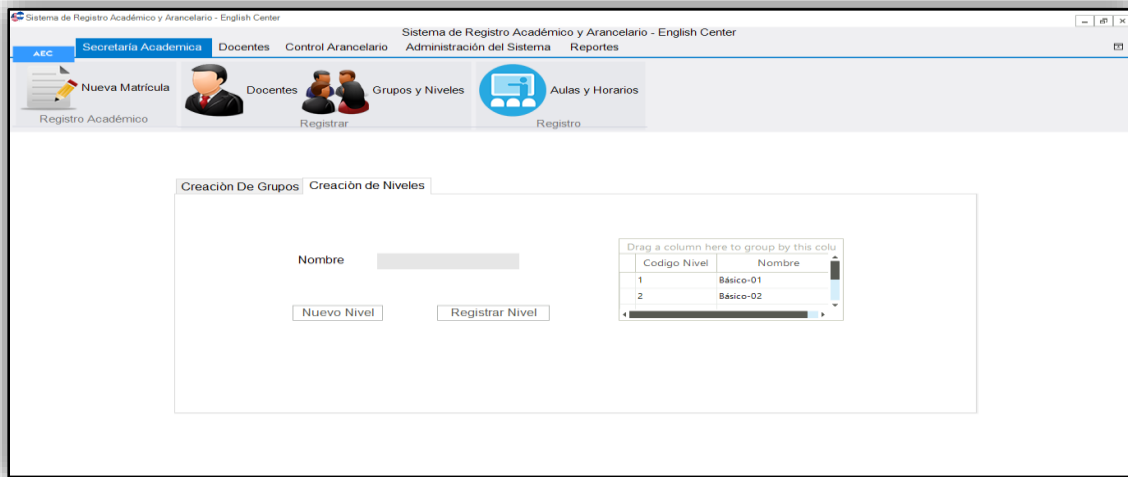 Sistema de Registro Académico y Arancelario - English Center
Sistema de Registro Académico y Arancelario - English Center
AEC Secretaría Academica Docentes Control Arancelario Administración del Sistema Reportes
Nueva Matrícula Docentes Grupos y Niveles Aulas y Horarios
Registro Académico Registrar Registro
Creaciòn De Grupos Creaciòn de Niveles
Drag a column here to group by this colu
Nombre
Codigo Nivel Nombre
1 Básico-01
2 Básico-02
Nuevo Nivel Registrar Nivel